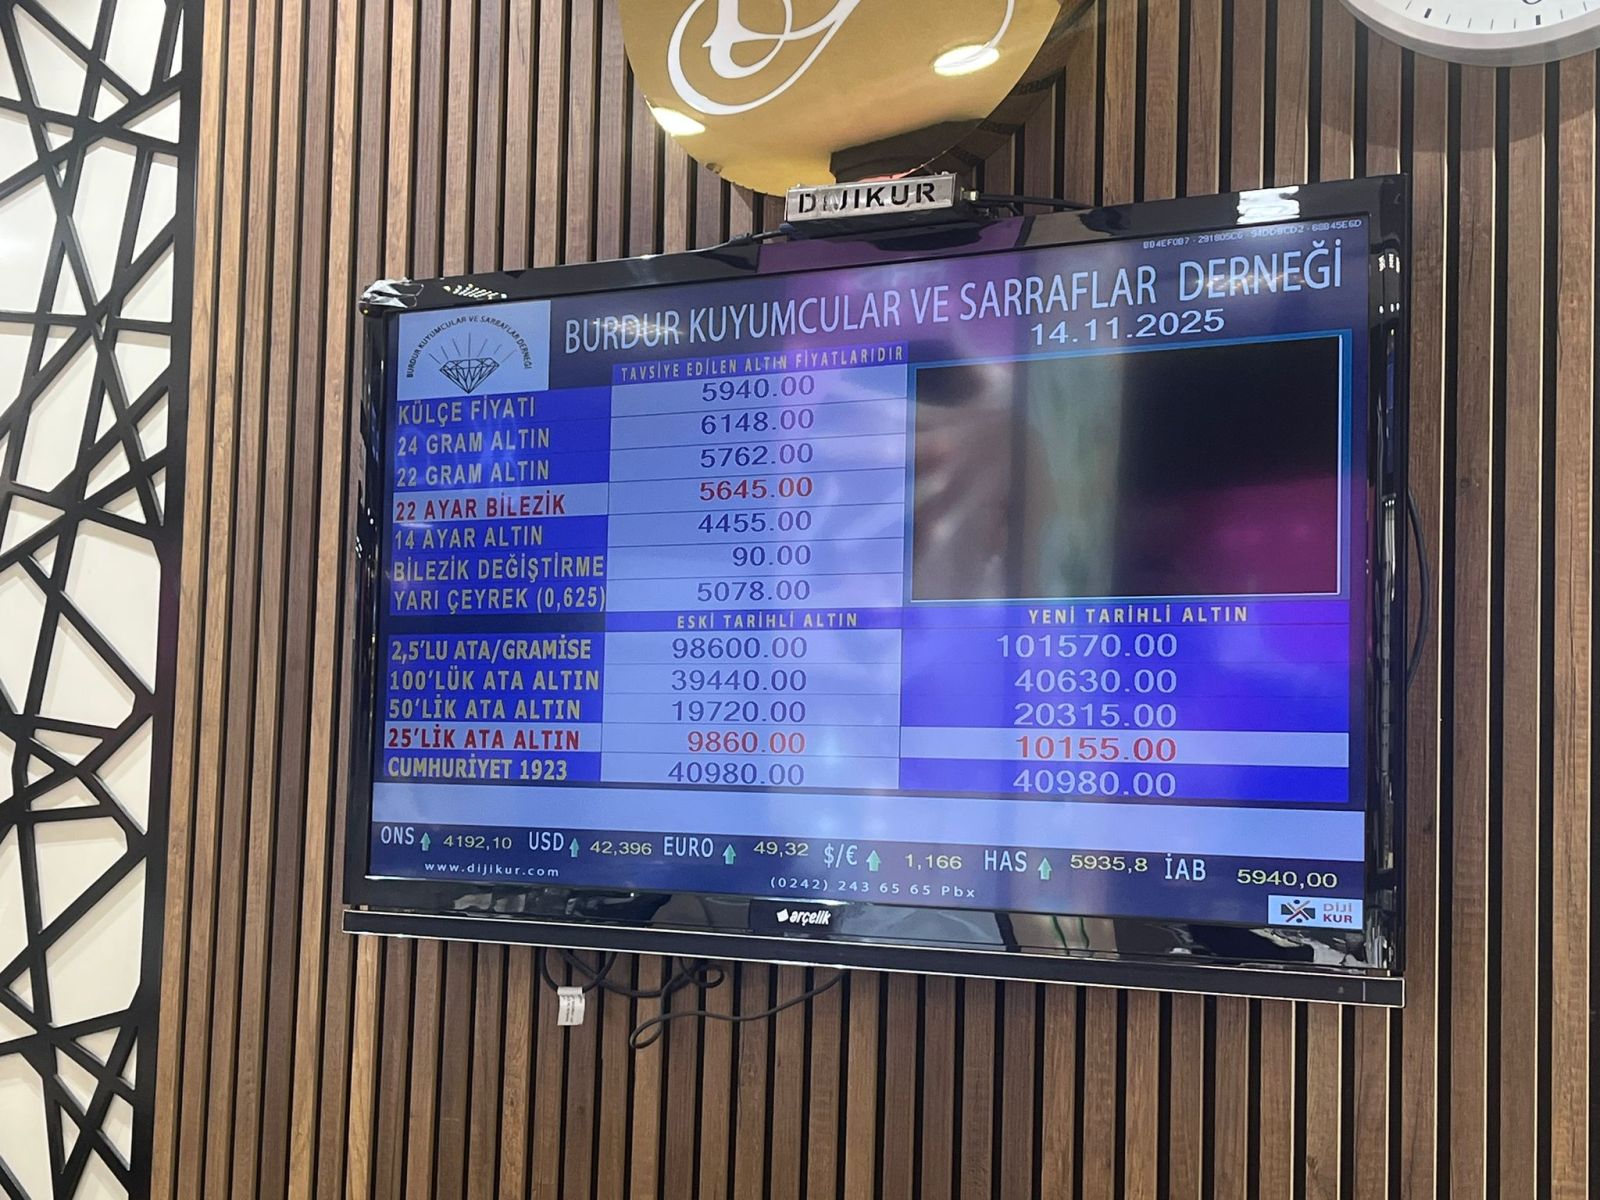 DIJIKUR
BURDUR KUYUMCULAR VE SARRAFLAR DERNEĞİ
14.11.2025
BURDUR KUYUMCULAR VE SARRAFLAR DERNEĞİ
TAVSİYE EDİLEN ALTIN FİYATLARIDIR
KÜLÇE FİYATI 5940.00
24 GRAM ALTIN 6148.00
22 GRAM ALTIN 5762.00
22 AYAR BİLEZİK 5645.00
14 AYAR ALTIN 4455.00
BİLEZİK DEĞİŞTİRME 90.00
YARI ÇEYREK (0,625) 5078.00
ESKİ TARİHLİ ALTIN YENİ TARİHLİ ALTIN
2,5'LU ATA/GRAMİSE 98600.00 101570.00
100'LÜK ATA ALTIN 39440.00 40630.00
50'LİK ATA ALTIN 19720.00 20315.00
25'LİK ATA ALTIN 9860.00 10155.00
CUMHURİYET 1923 40980.00 40980.00
ONS 4192,10 USD 42,396 EURO 49,32 $/€ 1,166 HAS 5935,8 İAB 5940,00
www.dijikur.com (0242) 243 65 65 Pbx
DIJI
KUR
arçelik